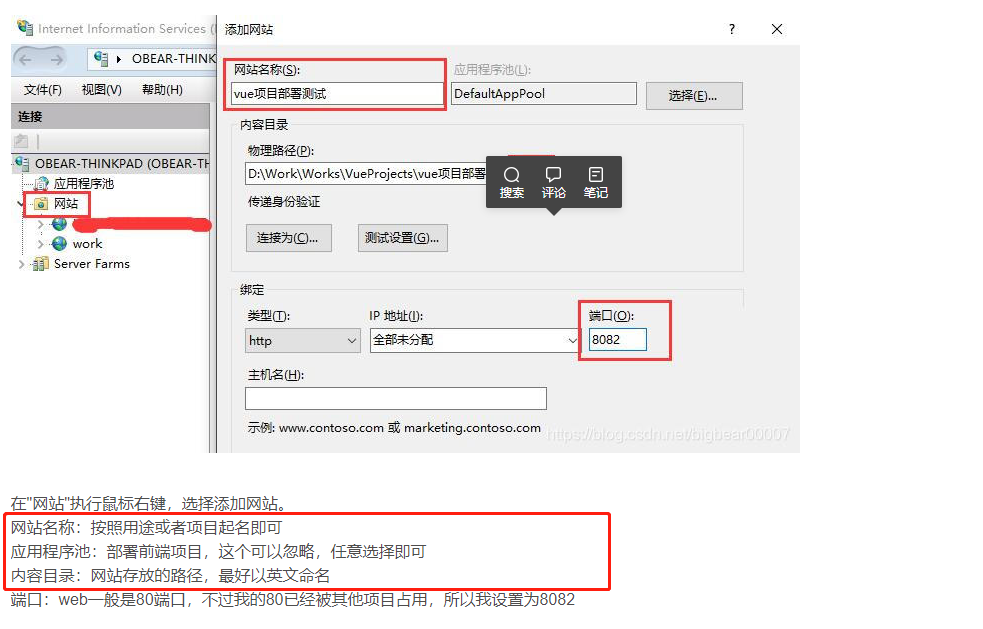 Internet Information Services (
添加网站
?
OBEAR-THINK
文件(F)
视图(V)
帮助(H)
连接
OBEAR-THINKPAD (OBEAR-TH
应用程序池
网站
work
Server Farms
网站名称(S):
应用程序池(L):
vue项目部署测试
DefaultAppPool
选择(E)...
内容目录
物理路径(P):
D:\Work\Works\VueProjects\vue项目部署
搜索
评论
笔记
传递身份验证
连接为(C)...
测试设置(G)...
绑定
类型(T):
IP 地址(I):
端口(O):
http
全部未分配
8082
主机名(H):
示例: www.contoso.com 或 marketing.contoso.com
https://blog.csdn.net/bigbear00007
在"网站"执行鼠标右键，选择添加网站。
网站名称：按照用途或者项目起名即可
应用程序池：部署前端项目，这个可以忽略，任意选择即可
内容目录：网站存放的路径，最好以英文命名
端口：web一般是80端口，不过我的80已经被其他项目占用，所以我设置为8082